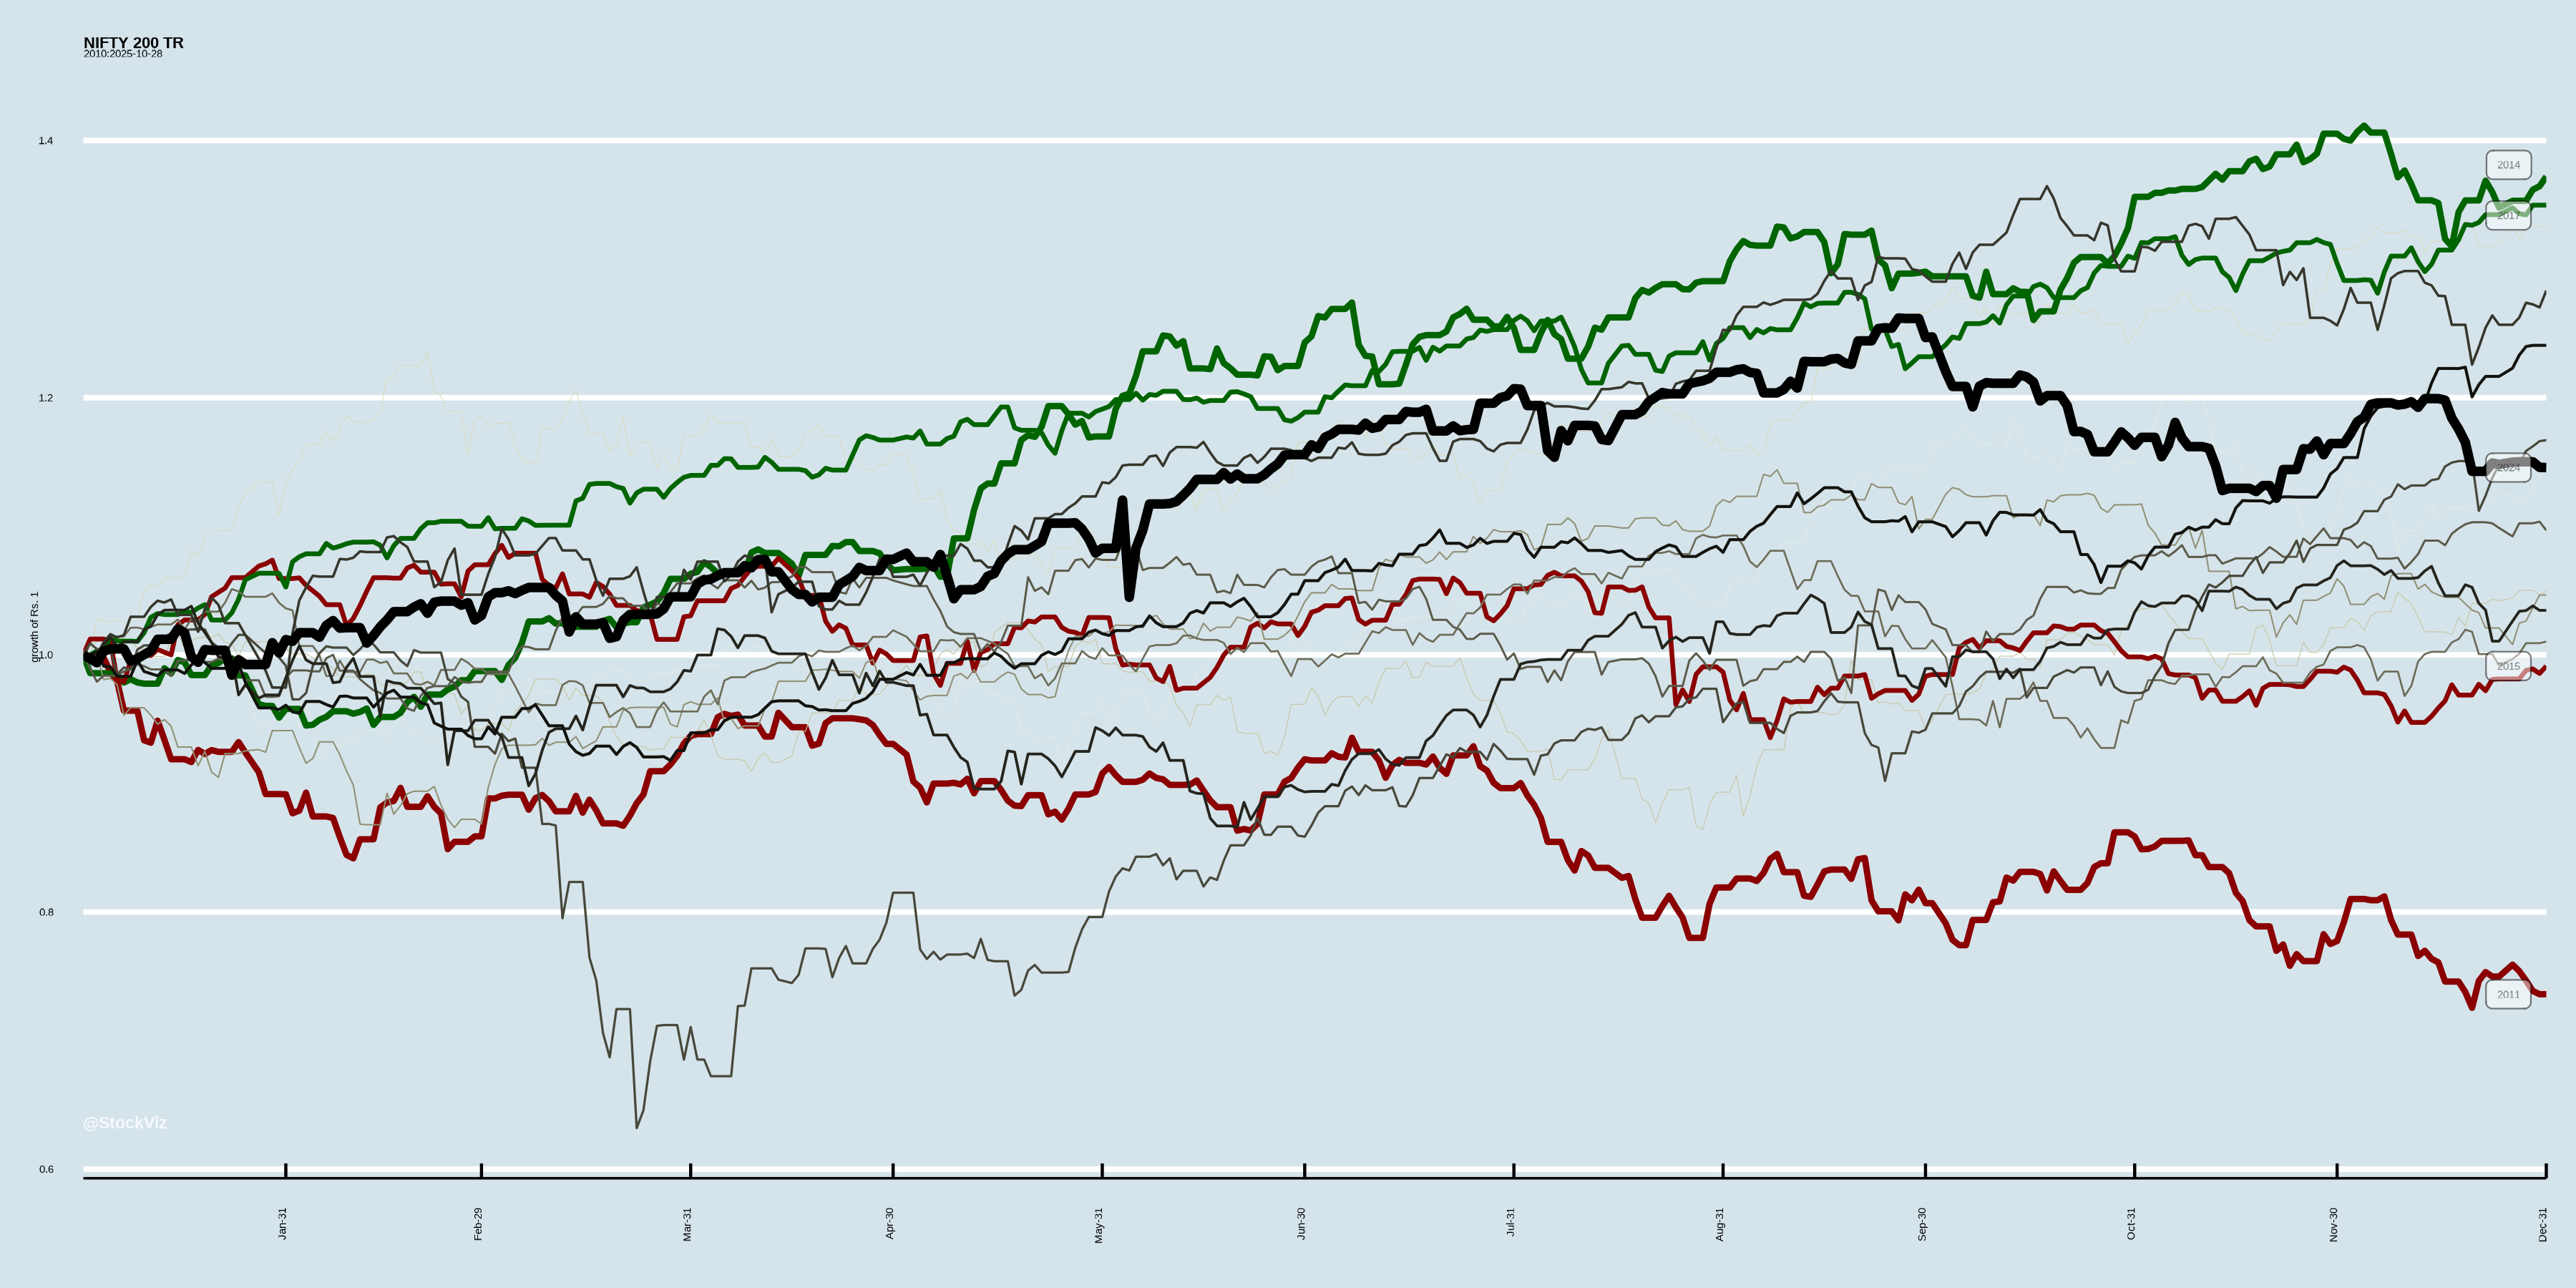 NIFTY 200 TR
2010:2025-10-28
1.4
2014
2017
1.2
2024
growth of Rs. 1
1.0
2015
0.8
2011
@StockViz
0.6
Jan-31
Feb-29
Mar-31
Apr-30
May-31
Jun-30
Jul-31
Aug-31
Sep-30
Oct-31
Nov-30
Dec-31